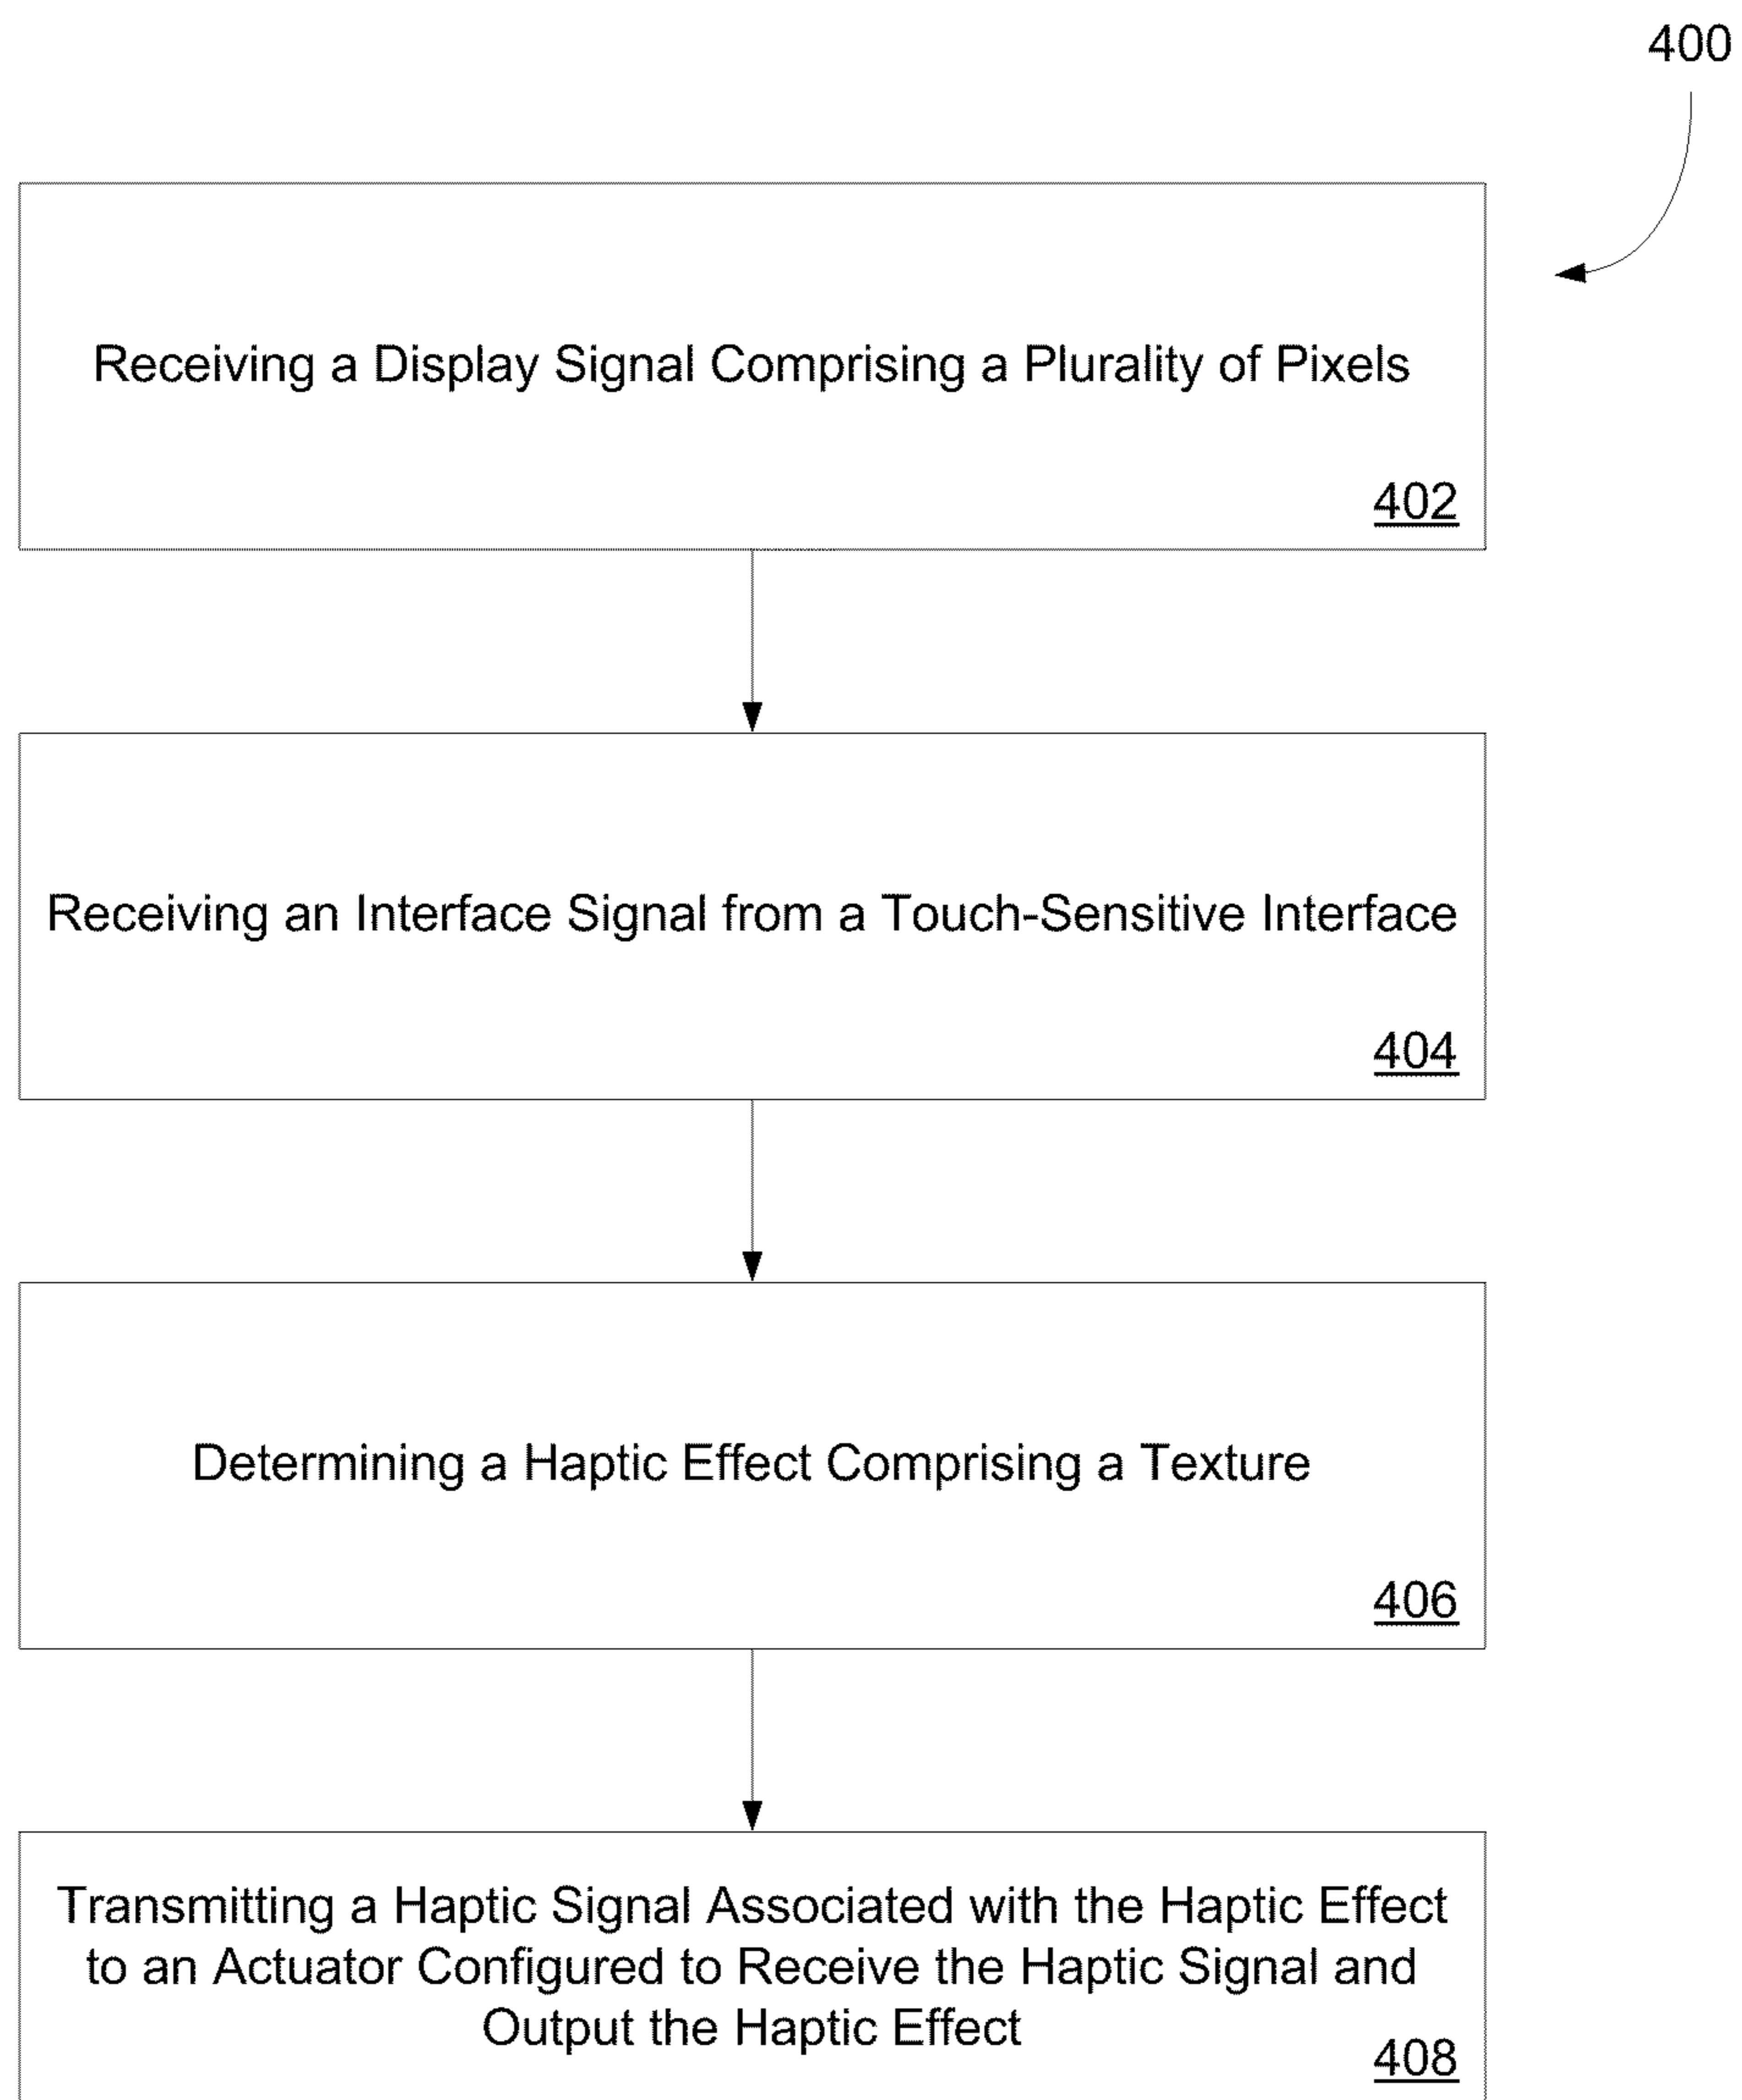 400
Receiving a Display Signal Comprising a Plurality of Pixels
402
Receiving an Interface Signal from a Touch-Sensitive Interface
404
Determining a Haptic Effect Comprising a Texture
406
Transmitting a Haptic Signal Associated with the Haptic Effect
to an Actuator Configured to Receive the Haptic Signal and
Output the Haptic Effect
408